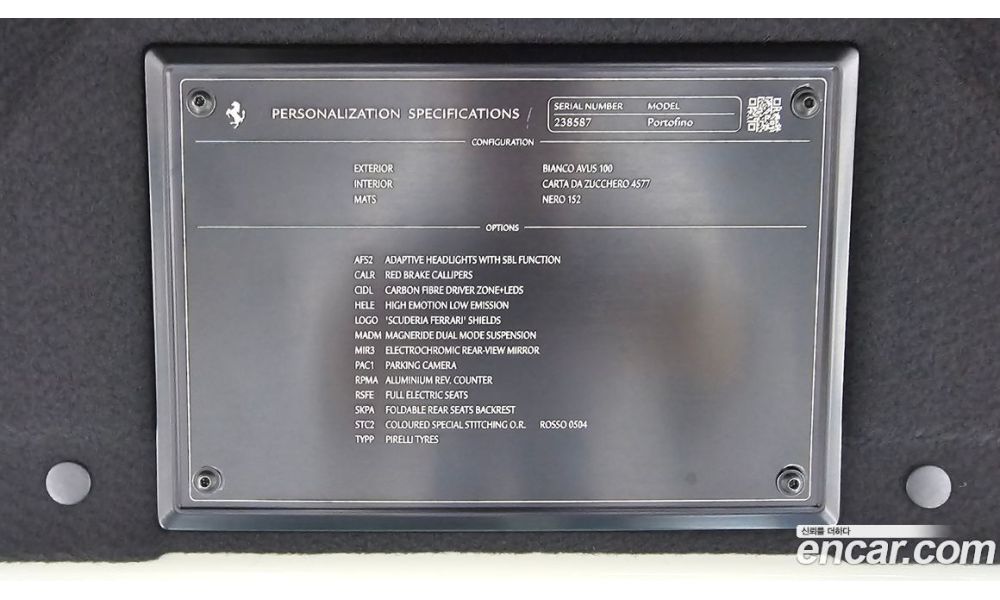 PERSONALIZATION SPECIFICATIONS
SERIAL NUMBER MODEL
238587 Portofino
CONFIGURATION
EXTERIOR BIANCO AVUS 100
INTERIOR CARTA DA ZUCCHERO 4577
MATS NERO 152
OPTIONS
AFS2 ADAPTIVE HEADLIGHTS WITH SBL FUNCTION
CALR RED BRAKE CALLIPERS
CIDL CARBON FIBRE DRIVER ZONE+LEDS
HELE HIGH EMOTION LOW EMISSION
LOGO 'SCUDERIA FERRARI' SHIELDS
MADM MAGNERIDE DUAL MODE SUSPENSION
MIR3 ELECTROCHROMIC REAR-VIEW MIRROR
PAC1 PARKING CAMERA
RPMA ALUMINIUM REV. COUNTER
RSFE FULL ELECTRIC SEATS
SKPA FOLDABLE REAR SEATS BACKREST
STC2 COLOURED SPECIAL STITCHING O.R. ROSSO 0504
TYPP PIRELLI TYRES
신뢰를 더하다
encar.com